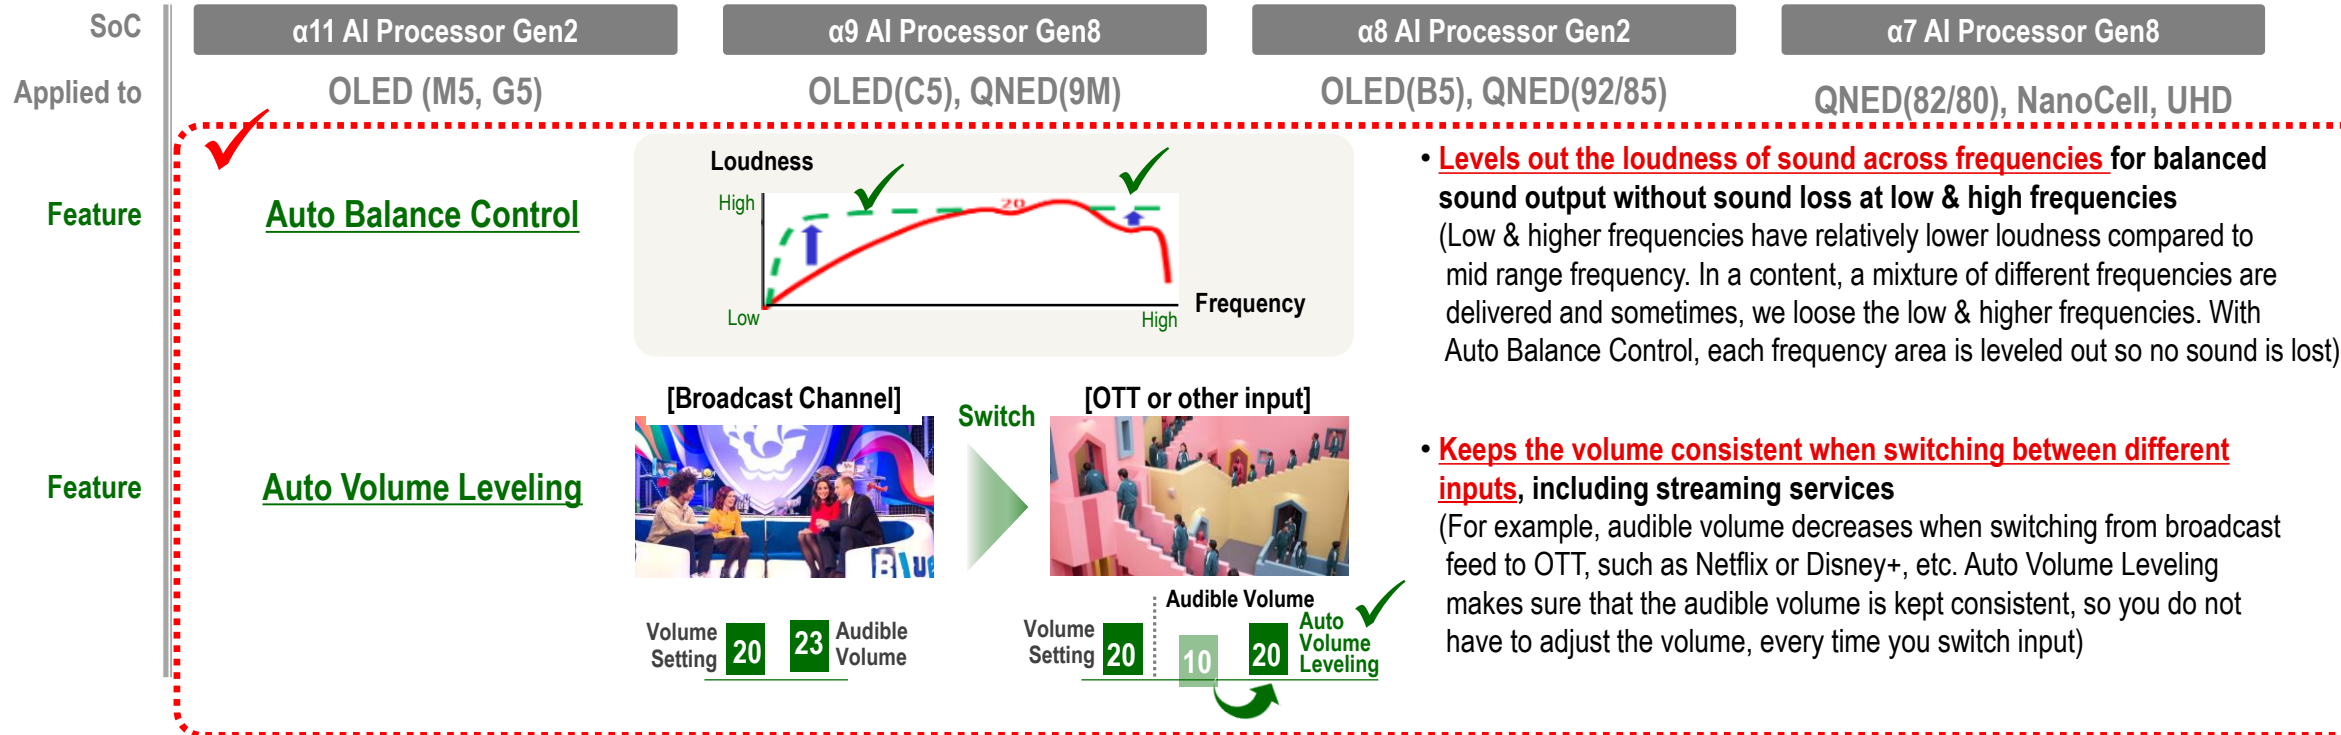 SoC
α11 AI Processor Gen2
α9 AI Processor Gen8
α8 AI Processor Gen2
α7 AI Processor Gen8
Applied to
OLED (M5, G5)
OLED(C5), QNED(9M)
OLED(B5), QNED(92/85)
QNED(82/80), NanoCell, UHD
Feature
Auto Balance Control
Loudness
High
20
Low
High
Frequency
• Levels out the loudness of sound across frequencies for balanced
sound output without sound loss at low & high frequencies
(Low & higher frequencies have relatively lower loudness compared to
mid range frequency. In a content, a mixture of different frequencies are
delivered and sometimes, we loose the low & higher frequencies. With
Auto Balance Control, each frequency area is leveled out so no sound is lost)
Feature
Auto Volume Leveling
[Broadcast Channel]
Switch
[OTT or other input]
BLUE
Volume
Setting
20
23
Audible
Volume
Volume
Setting
20
Audible Volume
10
20
Auto
Volume
Leveling
• Keeps the volume consistent when switching between different
inputs, including streaming services
(For example, audible volume decreases when switching from broadcast
feed to OTT, such as Netflix or Disney+, etc. Auto Volume Leveling
makes sure that the audible volume is kept consistent, so you do not
have to adjust the volume, every time you switch input)